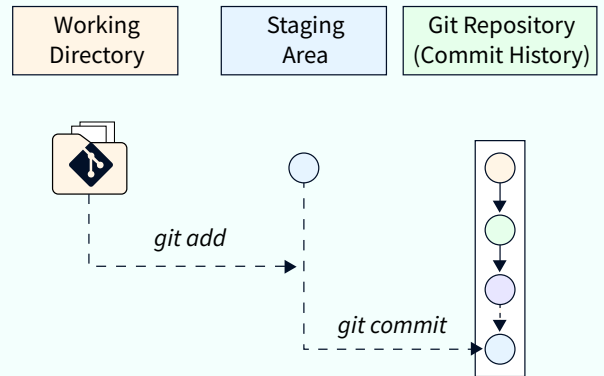 Working
Directory
Staging
Area
Git Repository
(Commit History)
git add
git commit